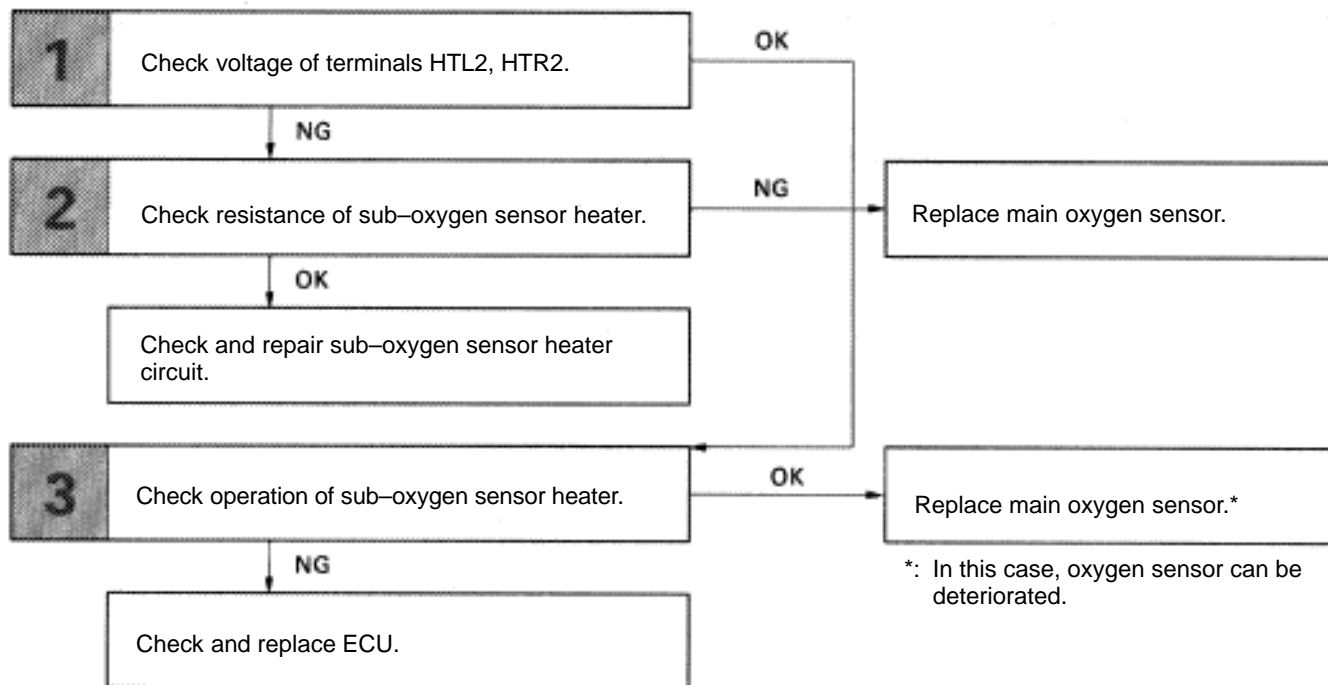 OK
1 Check voltage of terminals HTL2, HTR2.
NG
2 Check resistance of sub–oxygen sensor heater.
NG
Replace main oxygen sensor.
OK
Check and repair sub–oxygen sensor heater
circuit.
3 Check operation of sub–oxygen sensor heater.
OK
Replace main oxygen sensor.*
NG
*: In this case, oxygen sensor can be
deteriorated.
Check and replace ECU.